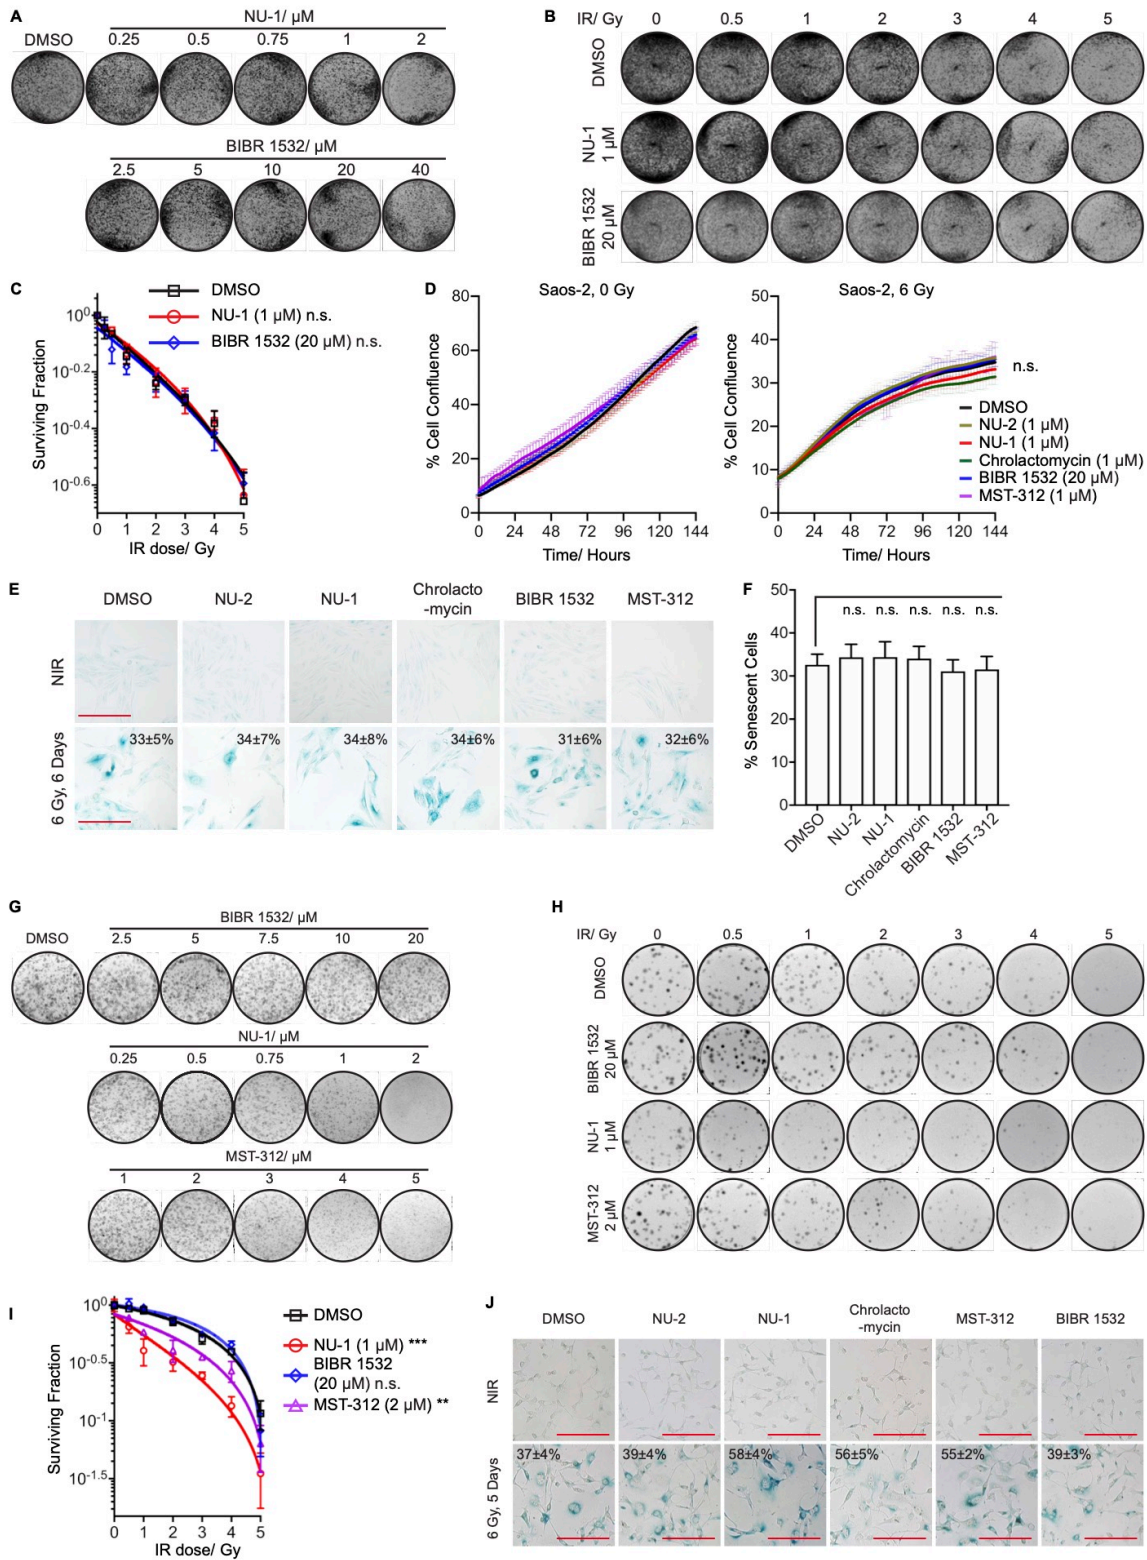 A
NU-1/ µM
DMSO 0.25 0.5 0.75 1 2
BIBR 1532/ µM
2.5 5 10 20 40
B
IR/ Gy 0 0.5 1 2 3 4 5
DMSO
NU-1
1 µM
BIBR 1532
20 µM
C
DMSO
NU-1 (1 µM) n.s.
BIBR 1532 (20 µM) n.s.
Surviving Fraction
10^0
10^-0.2
10^-0.4
10^-0.6
0 1 2 3 4 5
IR dose/ Gy
D
Saos-2, 0 Gy
% Cell Confluence
80
60
40
20
0
0 24 48 72 96 120 144
Time/ Hours
Saos-2, 6 Gy
% Cell Confluence
50
40
30
20
10
0
0 24 48 72 96 120 144
Time/ Hours
n.s.
DMSO
NU-2 (1 µM)
NU-1 (1 µM)
Chrolactomycin (1 µM)
BIBR 1532 (20 µM)
MST-312 (1 µM)
E
DMSO NU-2 NU-1 Chrolacto
-mycin BIBR 1532 MST-312
NIR
6 Gy, 6 Days
33±5% 34±7% 34±8% 34±6% 31±6% 32±6%
F
% Senescent Cells
50
40
30
20
10
0
n.s. n.s. n.s. n.s. n.s.
DMSO
NU-2
NU-1
Chrolactomycin
BIBR 1532
MST-312
G
BIBR 1532/ µM
DMSO 2.5 5 7.5 10 20
NU-1/ µM
0.25 0.5 0.75 1 2
MST-312/ µM
1 2 3 4 5
H
IR/ Gy 0 0.5 1 2 3 4 5
DMSO
BIBR 1532
20 µM
NU-1
1 µM
MST-312
2 µM
I
Surviving Fraction
10^0
10^-0.5
10^-1
10^-1.5
0 1 2 3 4 5
IR dose/ Gy
DMSO
NU-1 (1 µM) ***
BIBR 1532
(20 µM) n.s.
MST-312 (2 µM) **
J
DMSO NU-2 NU-1 Chrolacto
-mycin MST-312 BIBR 1532
NIR
6 Gy, 5 Days
37±4% 39±4% 58±4% 56±5% 55±2% 39±3%